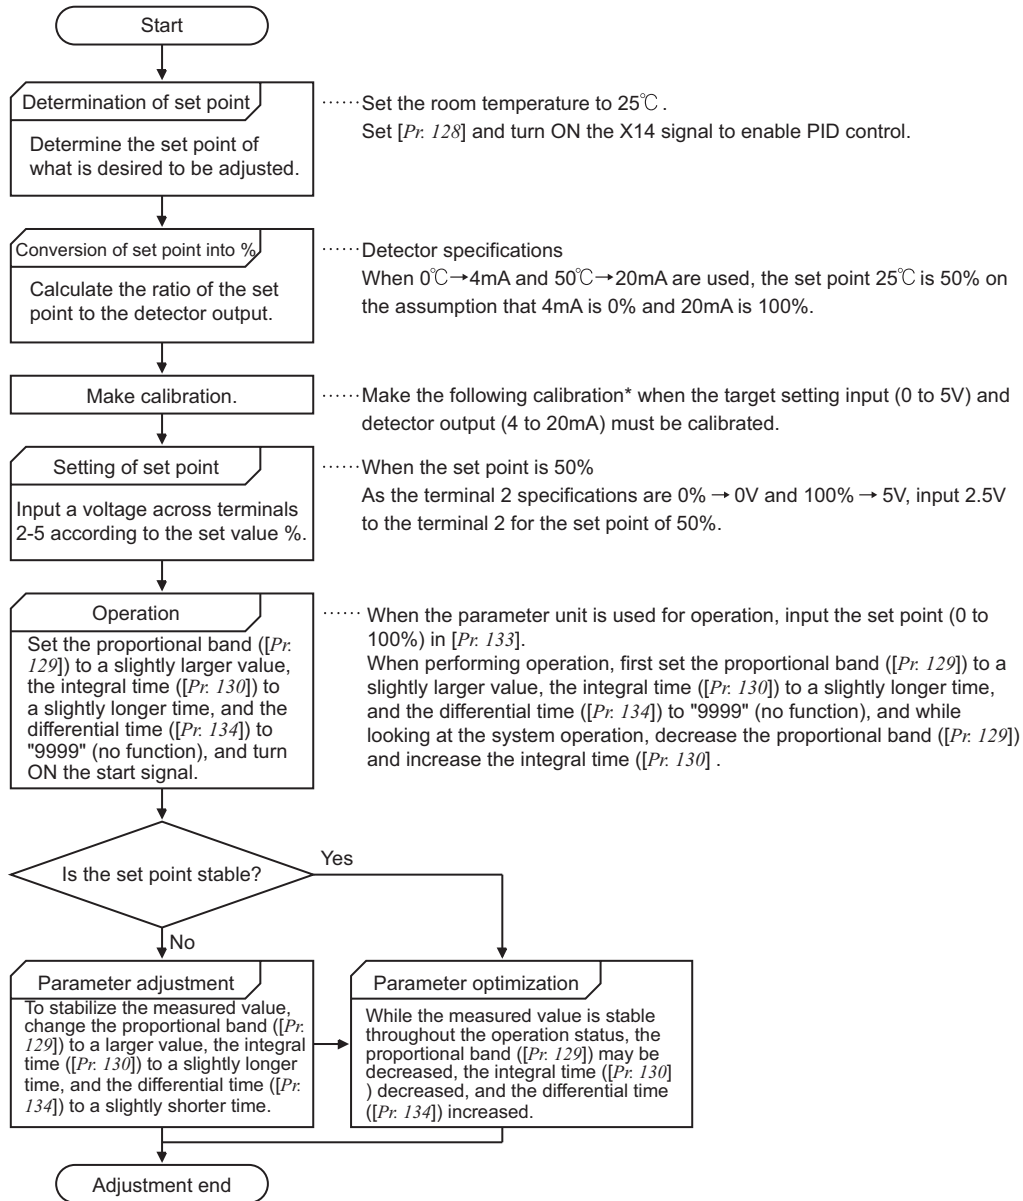 Start
Determination of set point
Determine the set point of
what is desired to be adjusted.
······Set the room temperature to 25℃ .
Set [Pr. 128] and turn ON the X14 signal to enable PID control.
Conversion of set point into %
Calculate the ratio of the set
point to the detector output.
······Detector specifications
When 0℃→4mA and 50℃→20mA are used, the set point 25℃ is 50% on
the assumption that 4mA is 0% and 20mA is 100%.
Make calibration.
······Make the following calibration* when the target setting input (0 to 5V) and
detector output (4 to 20mA) must be calibrated.
Setting of set point
Input a voltage across terminals
2-5 according to the set value %.
······When the set point is 50%
As the terminal 2 specifications are 0% → 0V and 100% → 5V, input 2.5V
to the terminal 2 for the set point of 50%.
Operation
Set the proportional band ([Pr.
129]) to a slightly larger value,
the integral time ([Pr. 130]) to
a slightly longer time, and the
differential time ([Pr. 134]) to
"9999" (no function), and turn
ON the start signal.
······ When the parameter unit is used for operation, input the set point (0 to
100%) in [Pr. 133].
When performing operation, first set the proportional band ([Pr. 129]) to a
slightly larger value, the integral time ([Pr. 130]) to a slightly longer time,
and the differential time ([Pr. 134]) to "9999" (no function), and while
looking at the system operation, decrease the proportional band ([Pr. 129])
and increase the integral time ([Pr. 130] .
Is the set point stable?
Yes
No
Parameter adjustment
To stabilize the measured value,
change the proportional band ([Pr.
129]) to a larger value, the integral
time ([Pr. 130]) to a slightly longer
time, and the differential time ([Pr.
134]) to a slightly shorter time.
Parameter optimization
While the measured value is stable
throughout the operation status, the
proportional band ([Pr. 129]) may be
decreased, the integral time ([Pr. 130]
) decreased, and the differential time
([Pr. 134]) increased.
Adjustment end